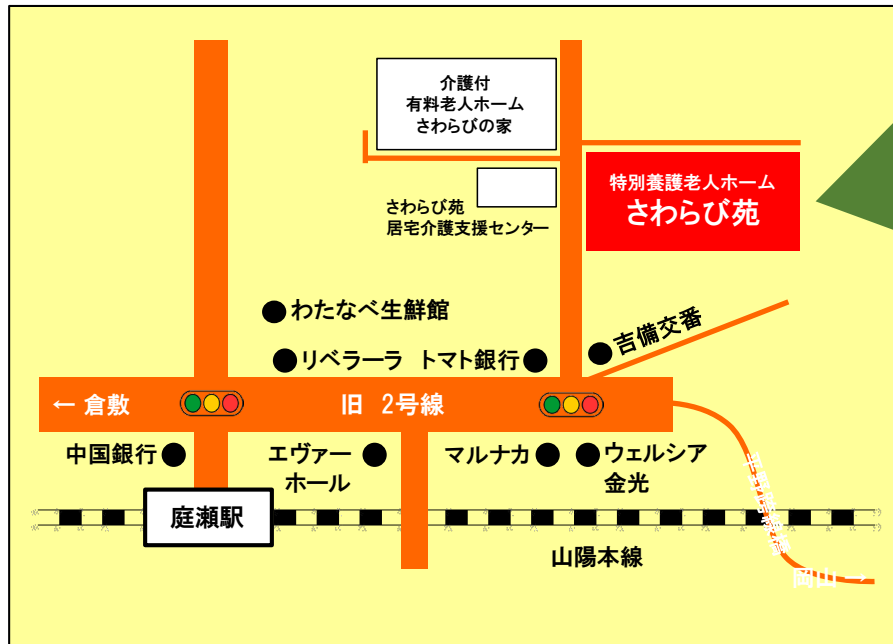 介護付
有料老人ホーム
さわらびの家
特別養護老人ホーム
さわらび苑
さわらび苑
居宅介護支援センター
わたなべ生鮮館
吉備交番
リベラーラ
トマト銀行
← 倉敷
旧 2号線
中国銀行
エヴァー
ホール
マルナカ
ウェルシア
金光
庭瀬駅
山陽本線
岡山 →